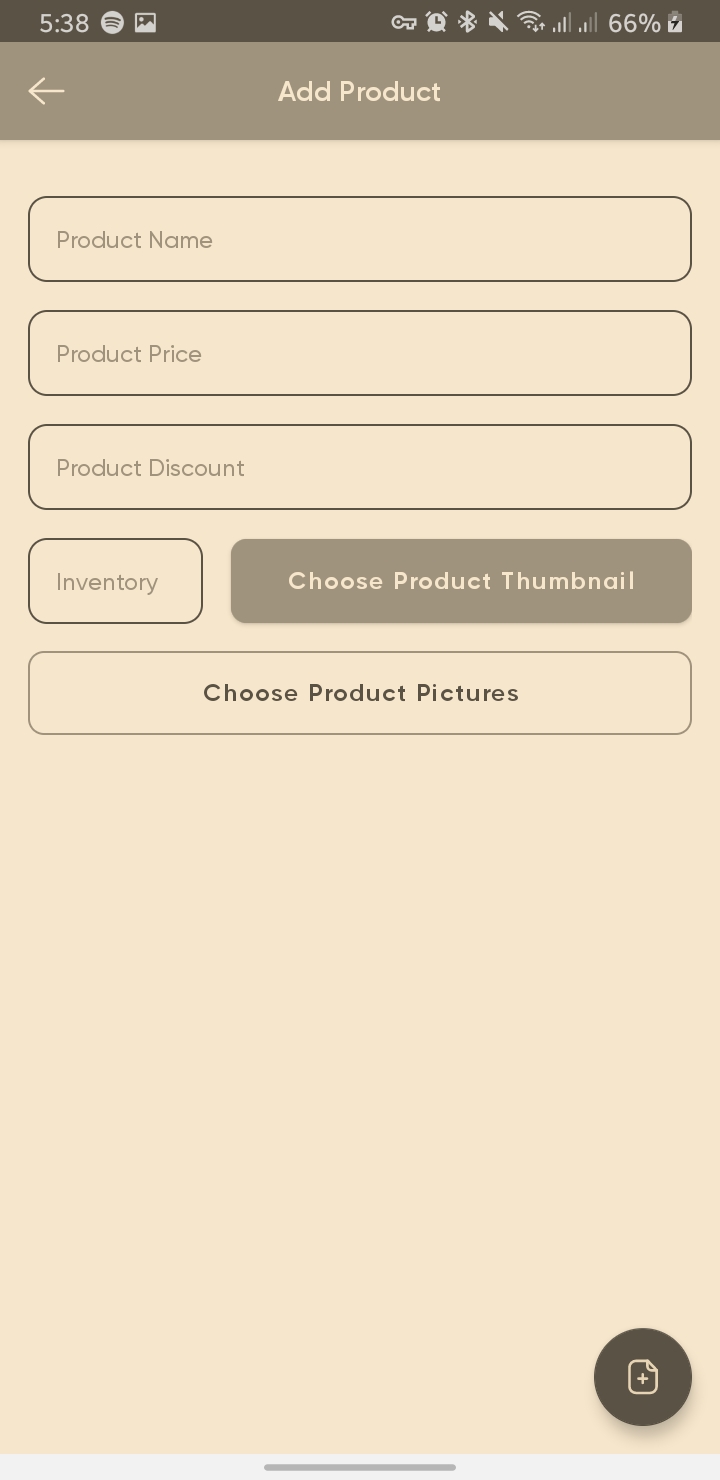 5:38 66%
Add Product
Product Name
Product Price
Product Discount
Inventory Choose Product Thumbnail
Choose Product Pictures